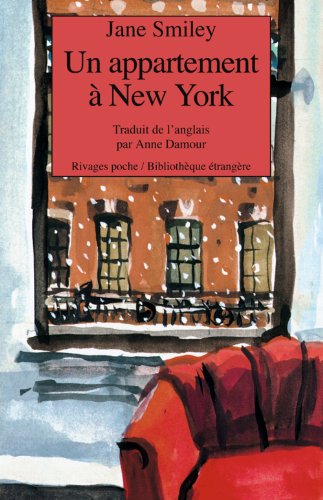 Jane Smiley
Un appartement
à New York
Traduit de l'anglais
par Anne Damour
Rivages poche / Bibliothèque étrangère